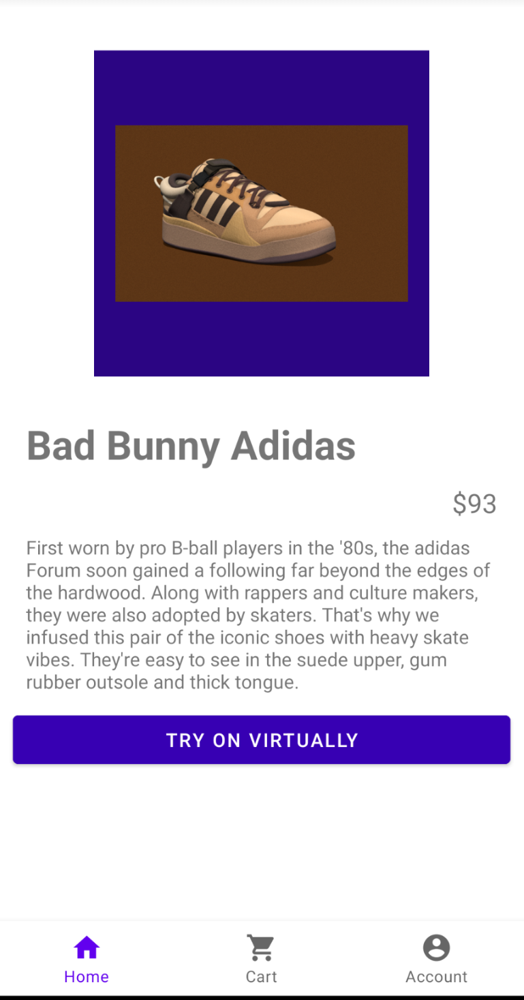 Bad Bunny Adidas
$93
First worn by pro B-ball players in the '80s, the adidas
Forum soon gained a following far beyond the edges of
the hardwood. Along with rappers and culture makers,
they were also adopted by skaters. That's why we
infused this pair of the iconic shoes with heavy skate
vibes. They're easy to see in the suede upper, gum
rubber outsole and thick tongue.
TRY ON VIRTUALLY
Home
Cart
Account